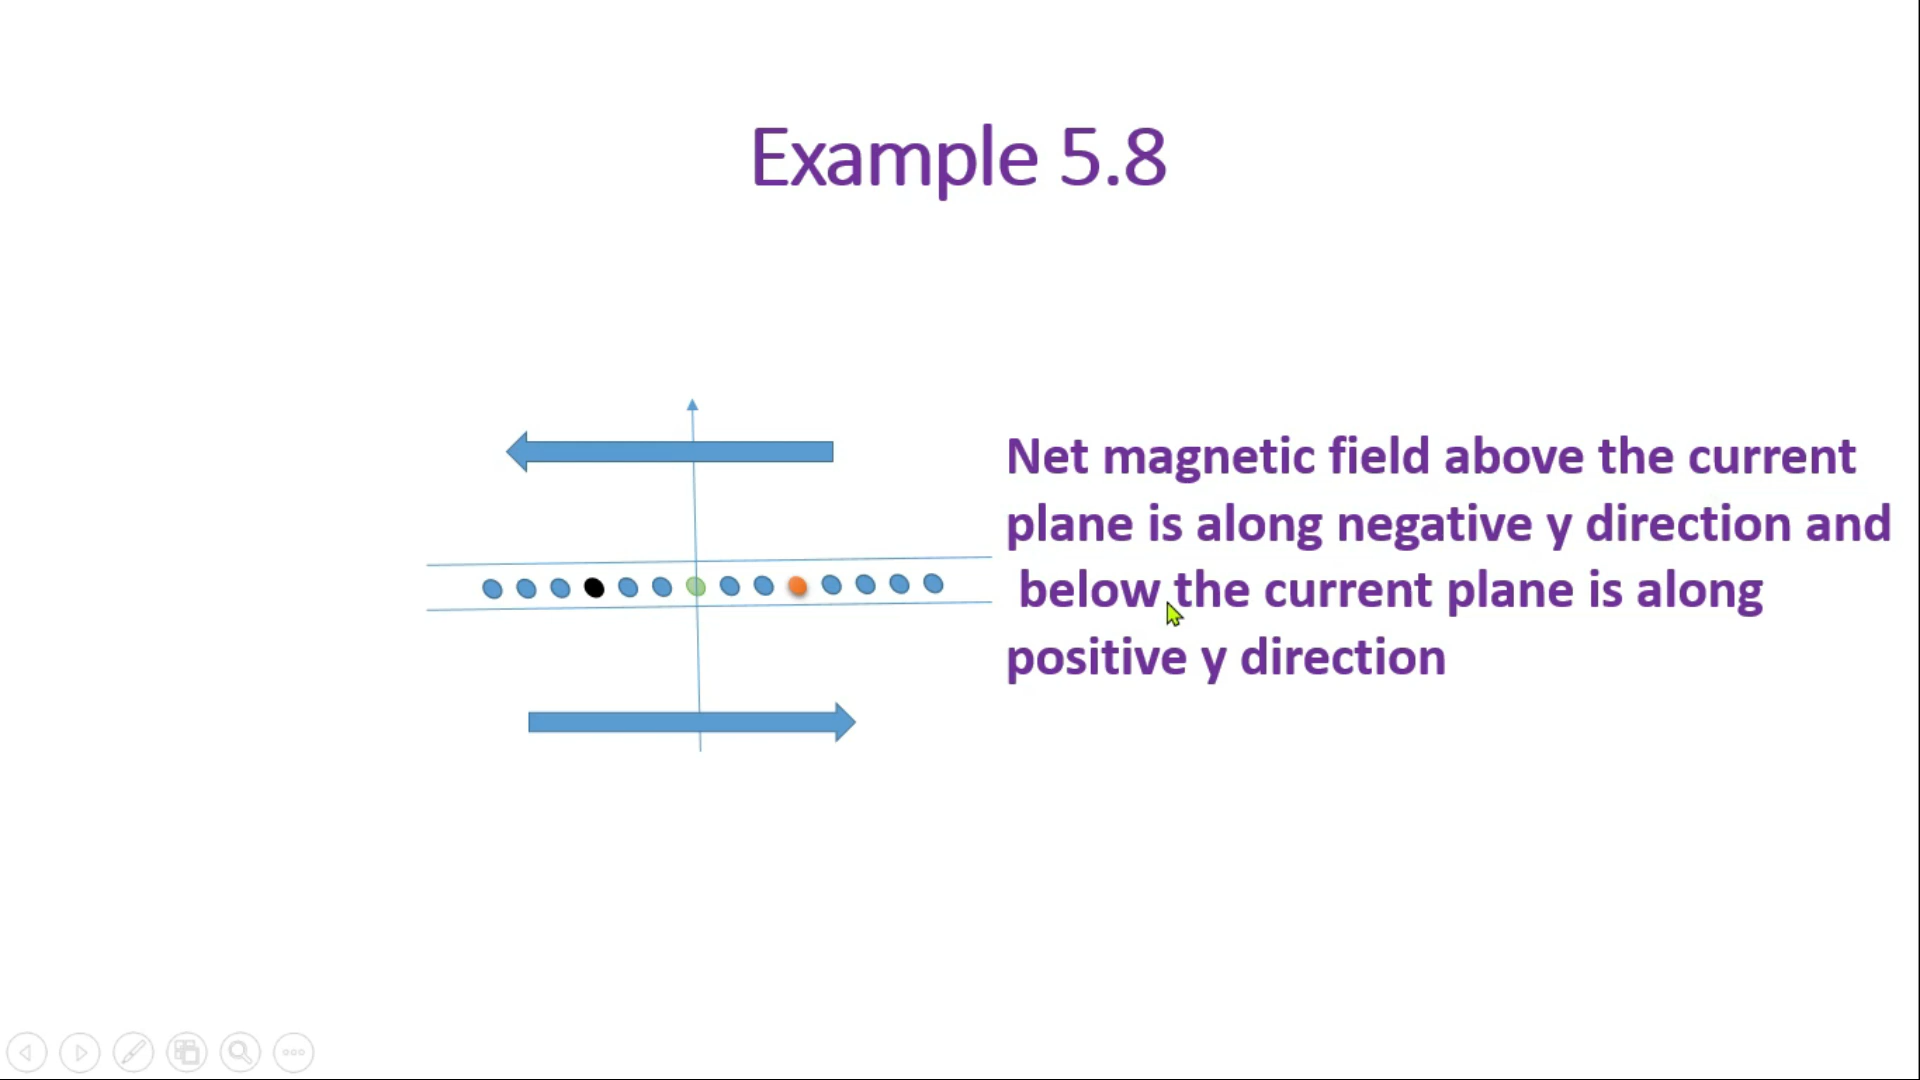 Example 5.8
Net magnetic field above the current
plane is along negative y direction and
below the current plane is along
positive y direction